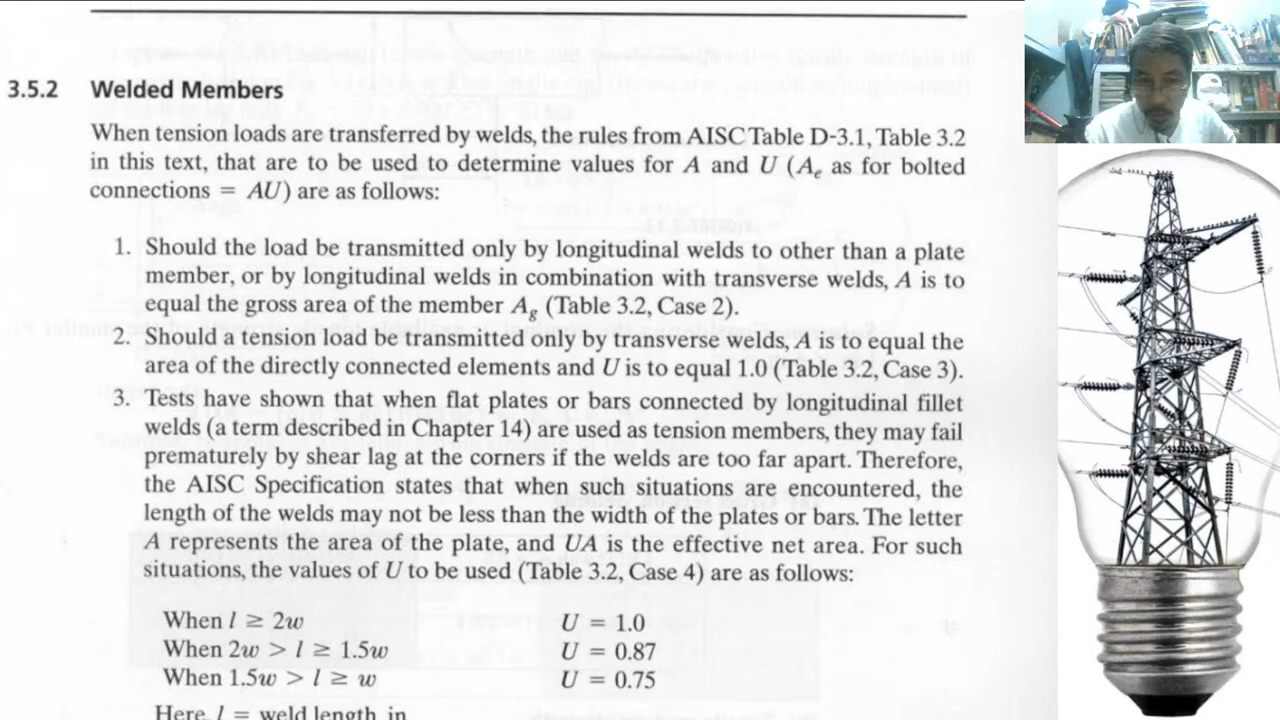 3.5.2 Welded Members
When tension loads are transferred by welds, the rules from AISC Table D-3.1, Table 3.2
in this text, that are to be used to determine values for A and U (Ae as for bolted
connections = AU) are as follows:
1. Should the load be transmitted only by longitudinal welds to other than a plate
member, or by longitudinal welds in combination with transverse welds, A is to
equal the gross area of the member Ag (Table 3.2, Case 2).
2. Should a tension load be transmitted only by transverse welds, A is to equal the
area of the directly connected elements and U is to equal 1.0 (Table 3.2, Case 3).
3. Tests have shown that when flat plates or bars connected by longitudinal fillet
welds (a term described in Chapter 14) are used as tension members, they may fail
prematurely by shear lag at the corners if the welds are too far apart. Therefore,
the AISC Specification states that when such situations are encountered, the
length of the welds may not be less than the width of the plates or bars. The letter
A represents the area of the plate, and UA is the effective net area. For such
situations, the values of U to be used (Table 3.2, Case 4) are as follows:
When l ≥ 2w U = 1.0
When 2w > l ≥ 1.5w U = 0.87
When 1.5w > l ≥ w U = 0.75
Here l = weld length in